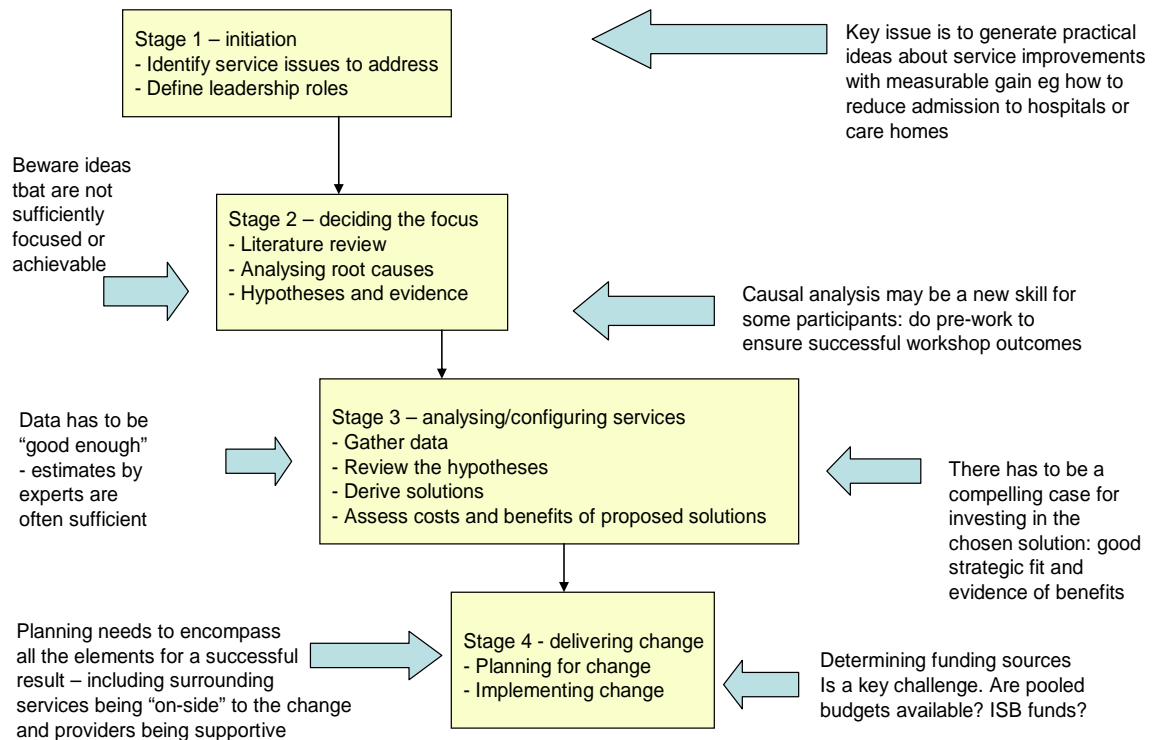 Stage 1 – initiation
- Identify service issues to address
- Define leadership roles
Key issue is to generate practical
ideas about service improvements
with measurable gain eg how to
reduce admission to hospitals or
care homes
Beware ideas
tbat are not
sufficiently
focused or
achievable
Stage 2 – deciding the focus
- Literature review
- Analysing root causes
- Hypotheses and evidence
Causal analysis may be a new skill for
some participants: do pre-work to
ensure successful workshop outcomes
Data has to be
“good enough”
- estimates by
experts are
often sufficient
Stage 3 – analysing/configuring services
- Gather data
- Review the hypotheses
- Derive solutions
- Assess costs and benefits of proposed solutions
There has to be a
compelling case for
investing in the
chosen solution: good
strategic fit and
evidence of benefits
Planning needs to encompass
all the elements for a successful
result – including surrounding
services being “on-side” to the change
and providers being supportive
Stage 4 - delivering change
- Planning for change
- Implementing change
Determining funding sources
Is a key challenge. Are pooled
budgets available? ISB funds?